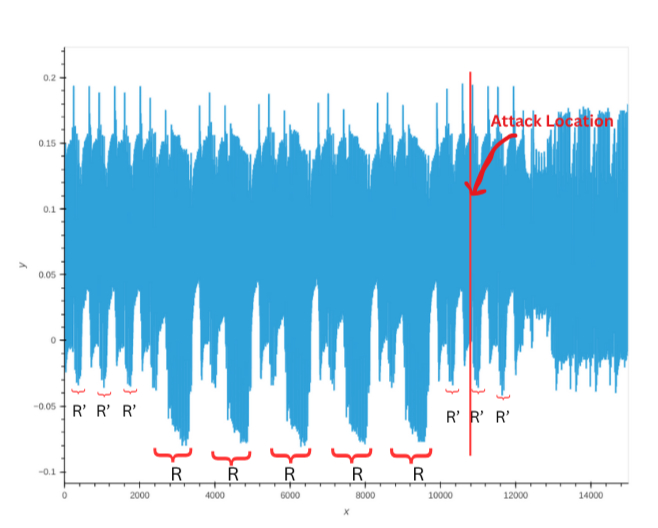 0.2
Attack Location
0.15
0.1
y
0.05
0
−0.05
R’ R’ R’ R’ R’ R’
−0.1
R R R R R
0 2000 4000 6000 8000 10000 12000 14000
x